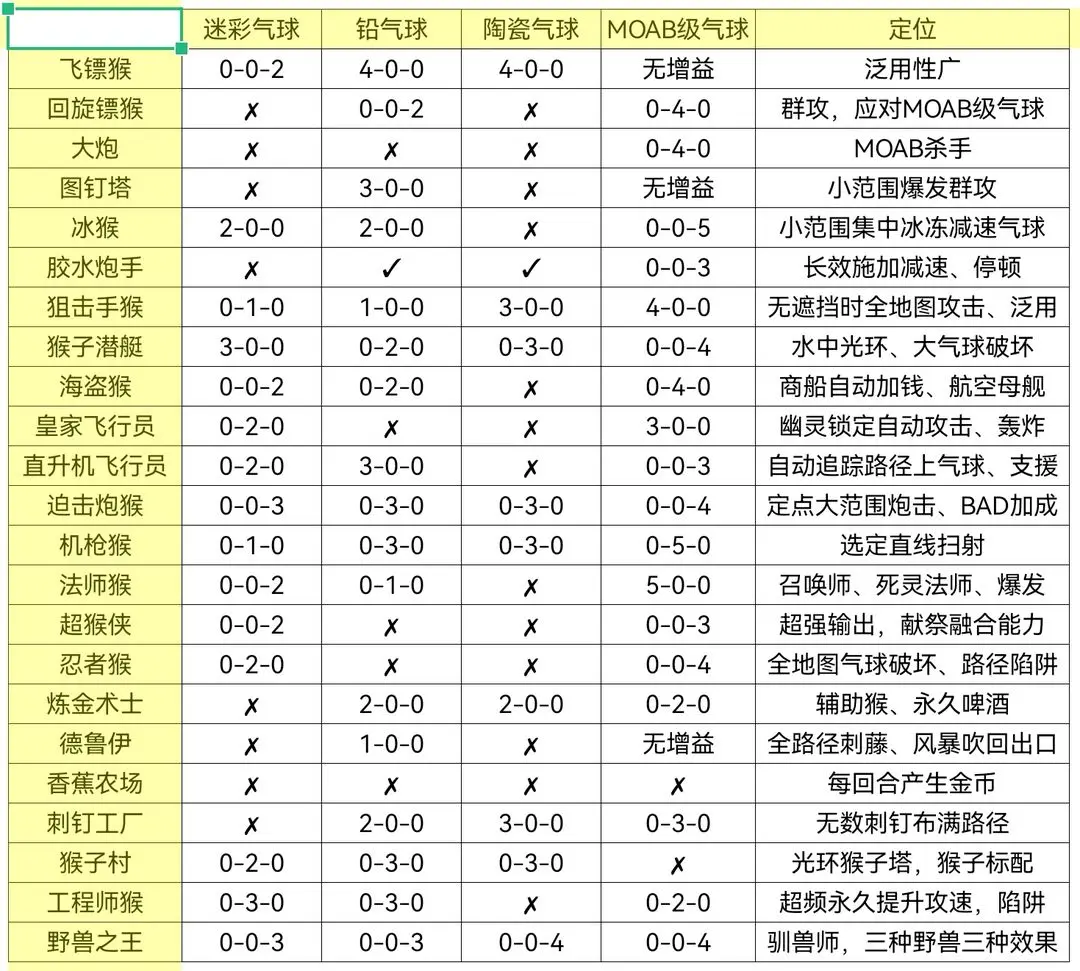 迷彩气球 铅气球 陶瓷气球 MOAB级气球 定位
飞镖猴 0-0-2 4-0-0 4-0-0 无增益 泛用性广
回旋镖猴 ✗ 0-0-2 ✗ 0-4-0 群攻，应对MOAB级气球
大炮 ✗ ✗ ✗ 0-4-0 MOAB杀手
图钉塔 ✗ 3-0-0 ✗ 无增益 小范围爆发群攻
冰猴 2-0-0 2-0-0 ✗ 0-0-5 小范围集中冰冻减速气球
胶水炮手 ✗ ✓ ✓ 0-0-3 长效施加减速、停顿
狙击手猴 0-1-0 1-0-0 3-0-0 4-0-0 无遮挡时全地图攻击、泛用
猴子潜艇 3-0-0 0-2-0 0-3-0 0-0-4 水中光环、大气球破坏
海盗猴 0-0-2 0-2-0 ✗ 0-4-0 商船自动加钱、航空母舰
皇家飞行员 0-2-0 ✗ ✗ 3-0-0 幽灵锁定自动攻击、轰炸
直升机飞行员 0-2-0 3-0-0 ✗ 0-0-3 自动追踪路径上气球、支援
迫击炮猴 0-0-3 0-3-0 0-3-0 0-0-4 定点大范围炮击、BAD加成
机枪猴 0-1-0 0-3-0 0-3-0 0-5-0 选定直线扫射
法师猴 0-0-2 0-1-0 ✗ 5-0-0 召唤师、死灵法师、爆发
超猴侠 0-0-2 ✗ ✗ 0-0-3 超强输出，献祭融合能力
忍者猴 0-2-0 ✗ ✗ 0-0-4 全地图气球破坏、路径陷阱
炼金术士 ✗ 2-0-0 2-0-0 0-2-0 辅助猴、永久啤酒
德鲁伊 ✗ 1-0-0 ✗ 无增益 全路径刺藤、风暴吹回出口
香蕉农场 ✗ ✗ ✗ ✗ 每回合产生金币
刺钉工厂 ✗ 2-0-0 3-0-0 0-3-0 无数刺钉布满路径
猴子村 0-2-0 0-3-0 0-3-0 ✗ 光环猴子塔，猴子标配
工程师猴 0-3-0 0-3-0 ✗ 0-2-0 超频永久提升攻速，陷阱
野兽之王 0-0-3 0-0-3 0-0-4 0-0-4 驯兽师，三种野兽三种效果